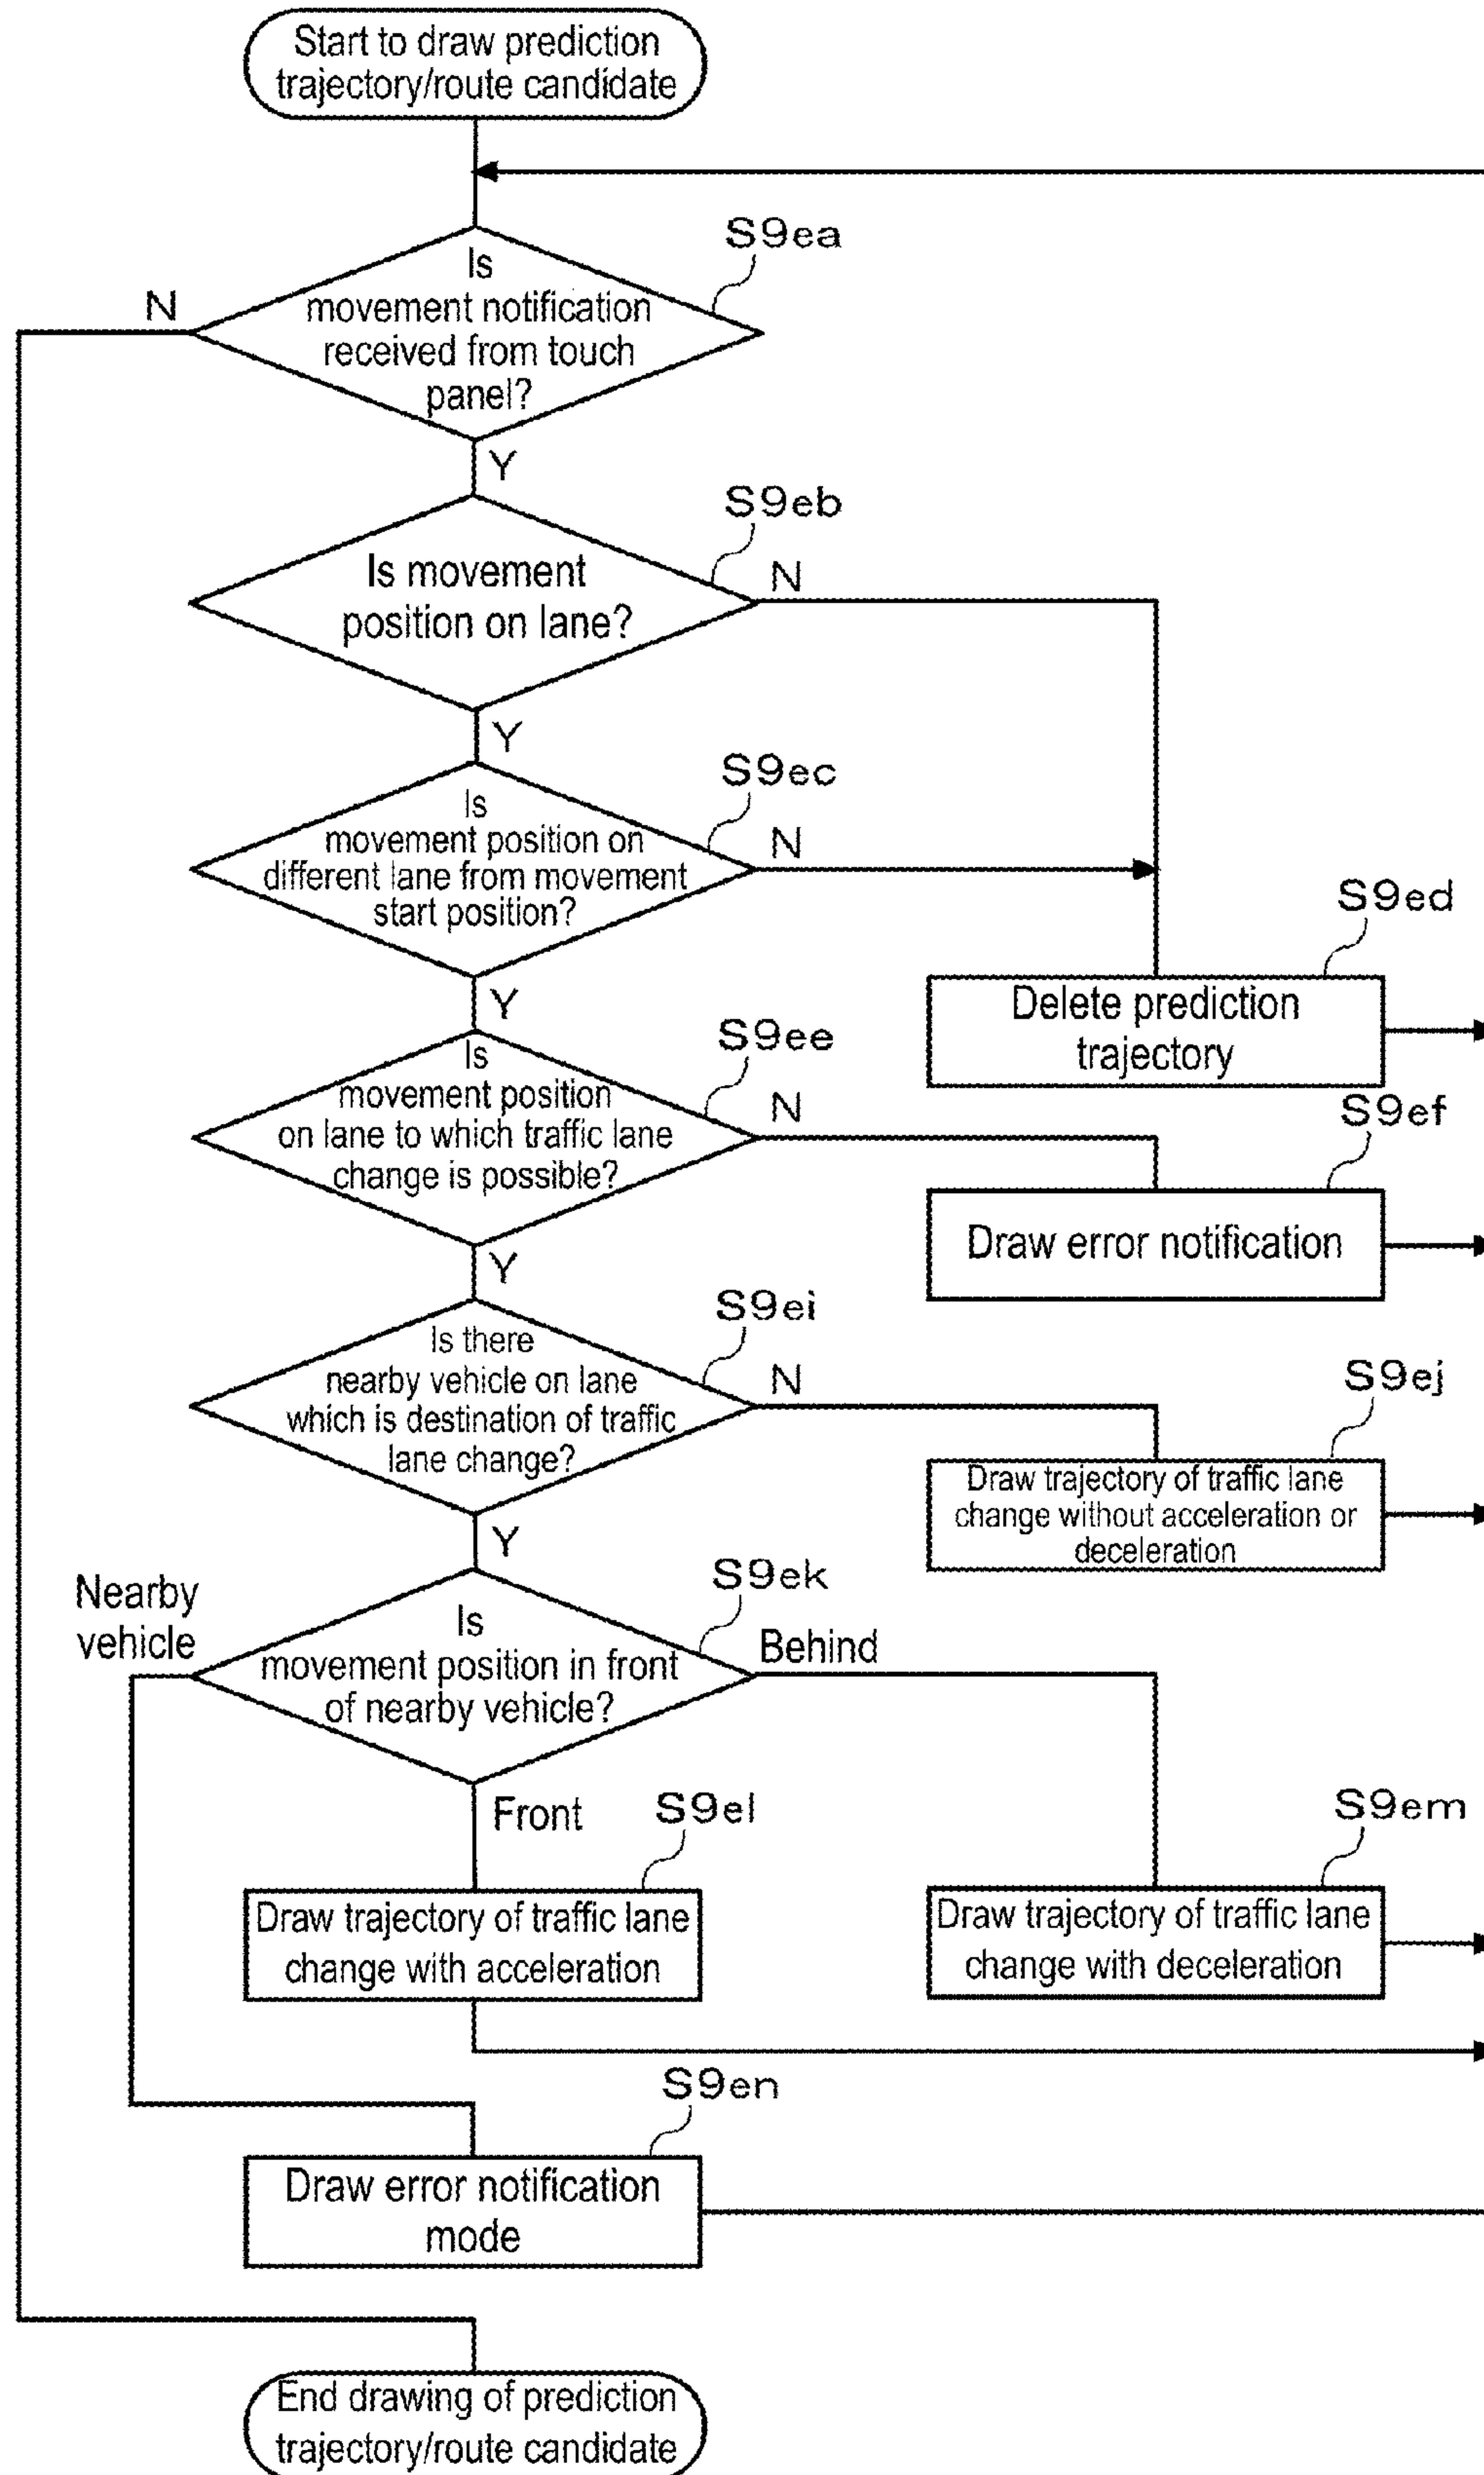 Start to draw prediction
trajectory/route candidate
S9ea
N
Is
movement notification
received from touch
panel?
Y
S9eb
N
Is movement
position on lane?
Y
S9ec
N
Is
movement position on
different lane from movement
start position?
S9ed
Delete prediction
trajectory
Y
S9ee
N
Is
movement position
on lane to which traffic lane
change is possible?
S9ef
Draw error notification
Y
S9ei
N
Is there
nearby vehicle on lane
which is destination of traffic
lane change?
S9ej
Draw trajectory of traffic lane
change without acceleration or
deceleration
Y
S9ek
Nearby
vehicle
Is
movement position in front
of nearby vehicle?
Behind
Front
S9el
Draw trajectory of traffic lane
change with acceleration
S9em
Draw trajectory of traffic lane
change with deceleration
S9en
Draw error notification
mode
End drawing of prediction
trajectory/route candidate